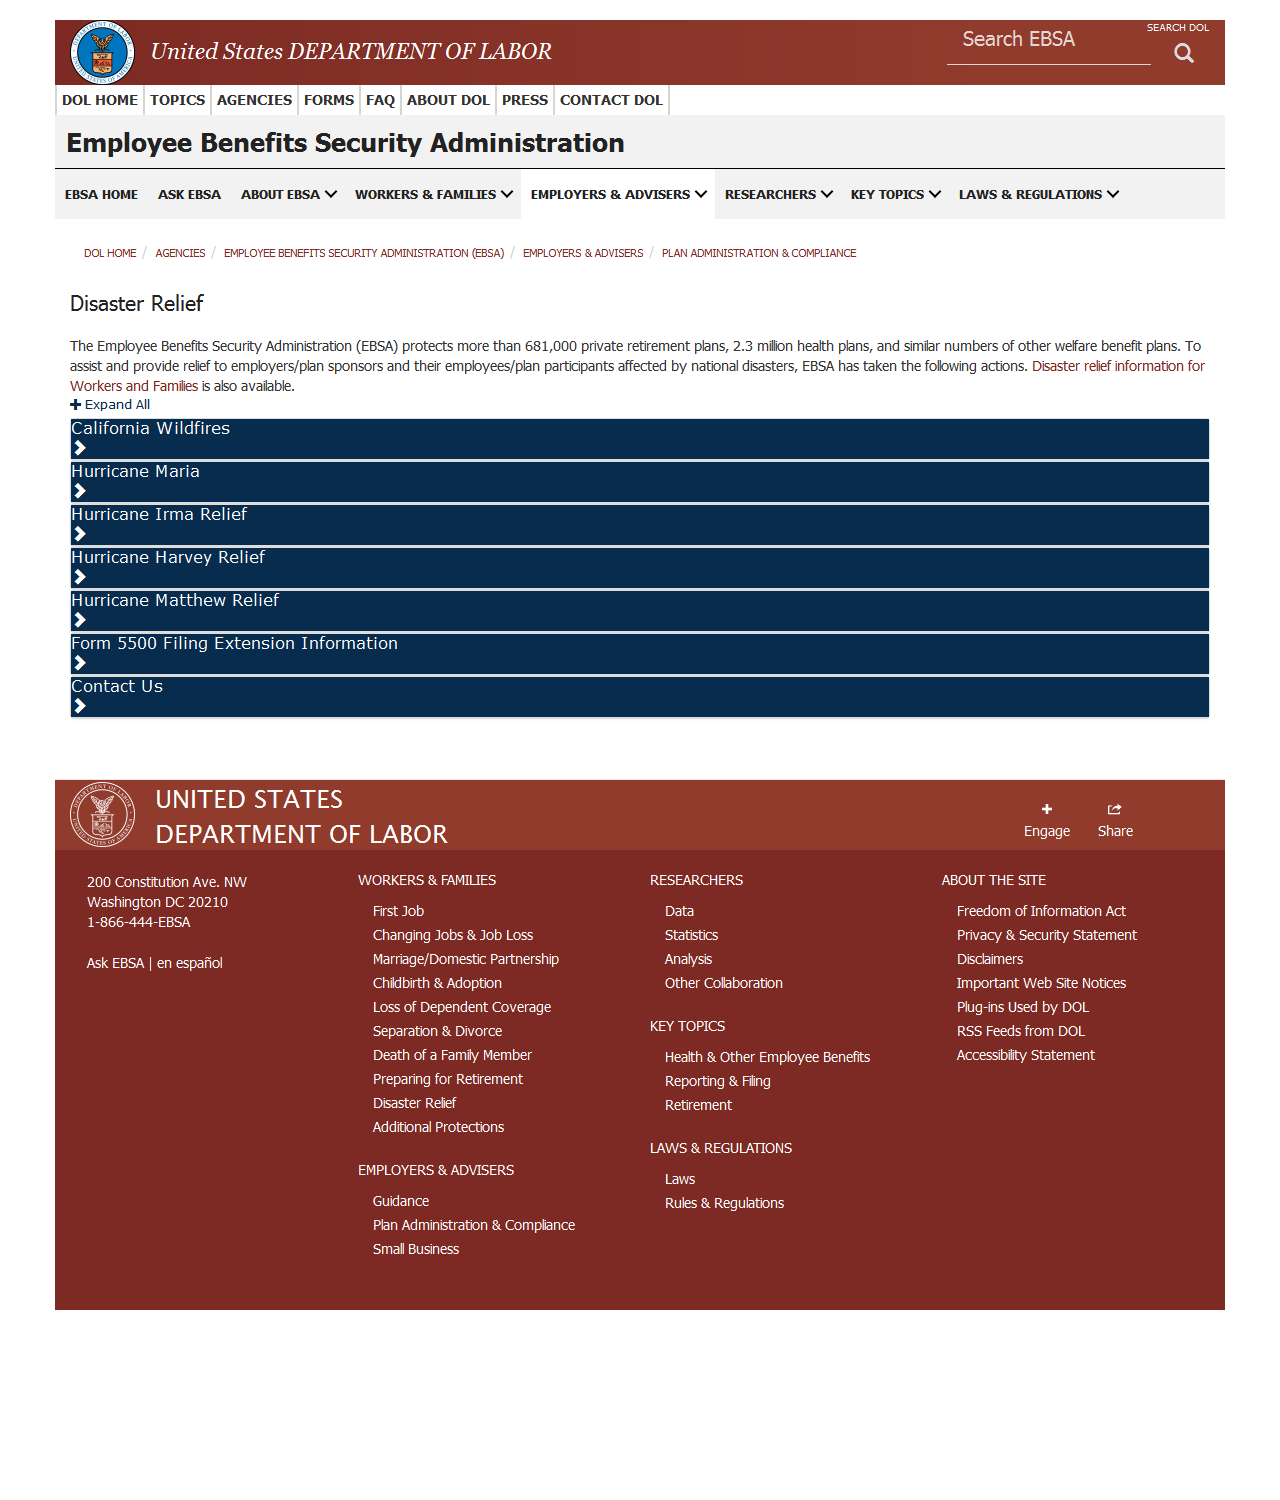 United States DEPARTMENT OF LABOR
SEARCH DOL
Search EBSA
DOL HOME TOPICS AGENCIES FORMS FAQ ABOUT DOL PRESS CONTACT DOL
Employee Benefits Security Administration
EBSA HOME ASK EBSA ABOUT EBSA WORKERS & FAMILIES EMPLOYERS & ADVISERS RESEARCHERS KEY TOPICS LAWS & REGULATIONS
DOL HOME / AGENCIES / EMPLOYEE BENEFITS SECURITY ADMINISTRATION (EBSA) / EMPLOYERS & ADVISERS / PLAN ADMINISTRATION & COMPLIANCE
Disaster Relief
The Employee Benefits Security Administration (EBSA) protects more than 681,000 private retirement plans, 2.3 million health plans, and similar numbers of other welfare benefit plans. To
assist and provide relief to employers/plan sponsors and their employees/plan participants affected by national disasters, EBSA has taken the following actions. Disaster relief information for
Workers and Families is also available.
Expand All
California Wildfires
Hurricane Maria
Hurricane Irma Relief
Hurricane Harvey Relief
Hurricane Matthew Relief
Form 5500 Filing Extension Information
Contact Us
UNITED STATES
DEPARTMENT OF LABOR
Engage Share
200 Constitution Ave. NW
Washington DC 20210
1-866-444-EBSA
Ask EBSA | en español
WORKERS & FAMILIES
First Job
Changing Jobs & Job Loss
Marriage/Domestic Partnership
Childbirth & Adoption
Loss of Dependent Coverage
Separation & Divorce
Death of a Family Member
Preparing for Retirement
Disaster Relief
Additional Protections
EMPLOYERS & ADVISERS
Guidance
Plan Administration & Compliance
Small Business
RESEARCHERS
Data
Statistics
Analysis
Other Collaboration
KEY TOPICS
Health & Other Employee Benefits
Reporting & Filing
Retirement
LAWS & REGULATIONS
Laws
Rules & Regulations
ABOUT THE SITE
Freedom of Information Act
Privacy & Security Statement
Disclaimers
Important Web Site Notices
Plug-ins Used by DOL
RSS Feeds from DOL
Accessibility Statement